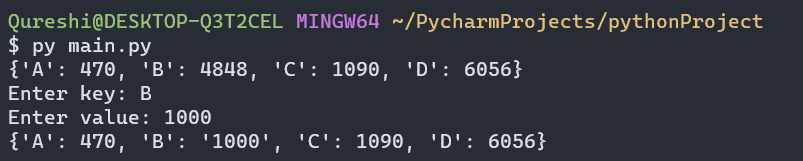 Qureshi@DESKTOP-Q3T2CEL MINGW64 ~/PycharmProjects/pythonProject
$ py main.py
{'A': 470, 'B': 4848, 'C': 1090, 'D': 6056}
Enter key: B
Enter value: 1000
{'A': 470, 'B': '1000', 'C': 1090, 'D': 6056}